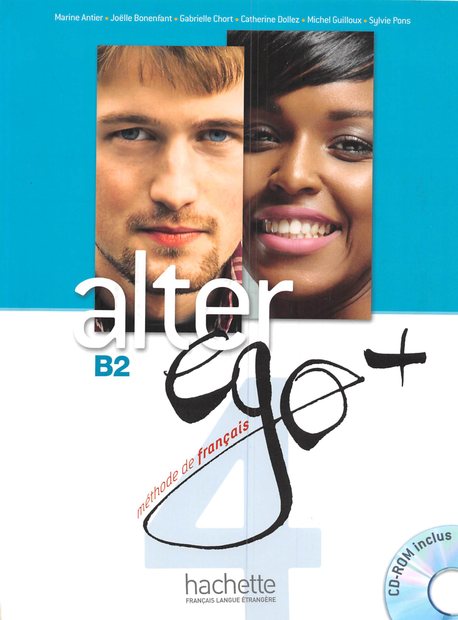 Marine Antier • Joëlle Bonenfant • Gabrielle Chort • Catherine Dollez • Michel Guilloux • Sylvie Pons
alter
ego+
B2
4
méthode de français
CD-ROM inclus
hachette
FRANÇAIS LANGUE ÉTRANGÈRE